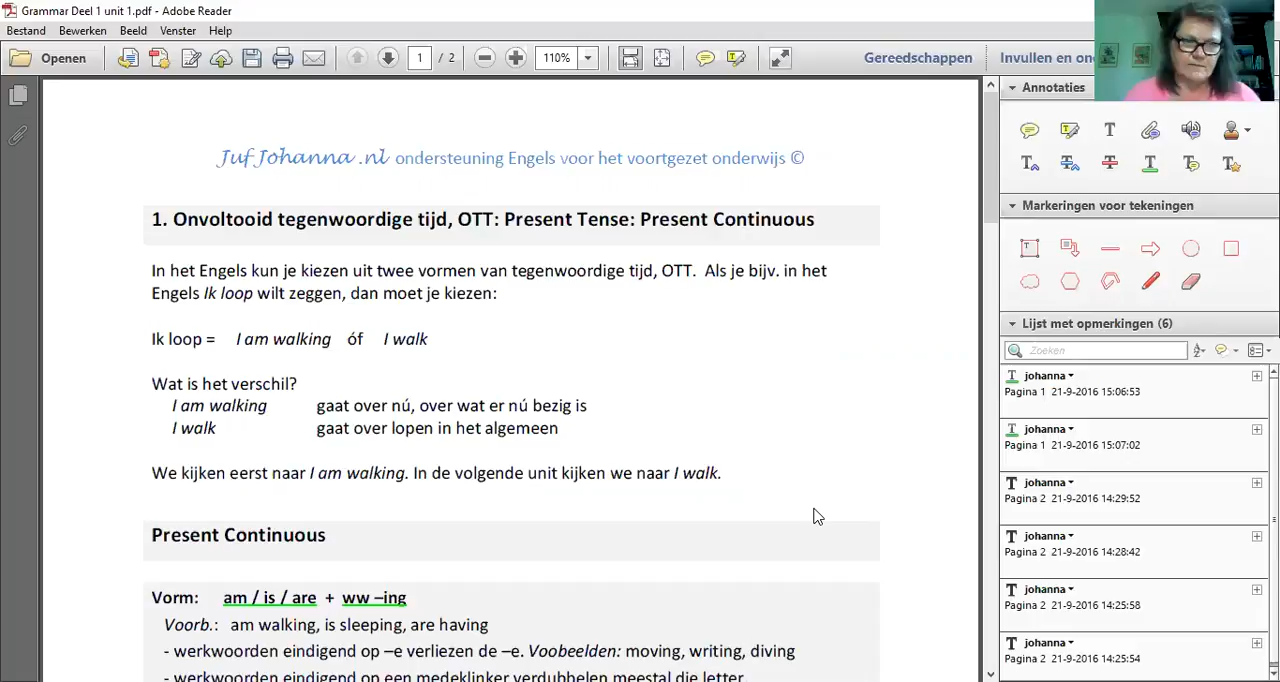 Grammar Deel 1 unit 1.pdf - Adobe Reader
Bestand Bewerken Beeld Venster Help
Openen 1 / 2 110% Gereedschappen Invullen en
Annotaties
JufJohanna.nl ondersteuning Engels voor het voortgezet onderwijs ©
Markeringen voor tekeningen
1. Onvoltooid tegenwoordige tijd, OTT: Present Tense: Present Continuous
In het Engels kun je kiezen uit twee vormen van tegenwoordige tijd, OTT. Als je bijv. in het
Engels Ik loop wilt zeggen, dan moet je kiezen:
Ik loop = I am walking óf I walk
Wat is het verschil?
I am walking gaat over nú, over wat er nú bezig is
I walk gaat over lopen in het algemeen
We kijken eerst naar I am walking. In de volgende unit kijken we naar I walk.
Present Continuous
Vorm: am / is / are + ww –ing
Voorb.: am walking, is sleeping, are having
- werkwoorden eindigend op –e verliezen de –e. Voobeelden: moving, writing, diving
- werkwoorden eindigend op een medeklinker verdubbelen meestal die letter.
Lijst met opmerkingen (6)
Zoeken
johanna
Pagina 1 21-9-2016 15:06:53
johanna
Pagina 1 21-9-2016 15:07:02
johanna
Pagina 2 21-9-2016 14:29:52
johanna
Pagina 2 21-9-2016 14:28:42
johanna
Pagina 2 21-9-2016 14:25:58
johanna
Pagina 2 21-9-2016 14:25:54